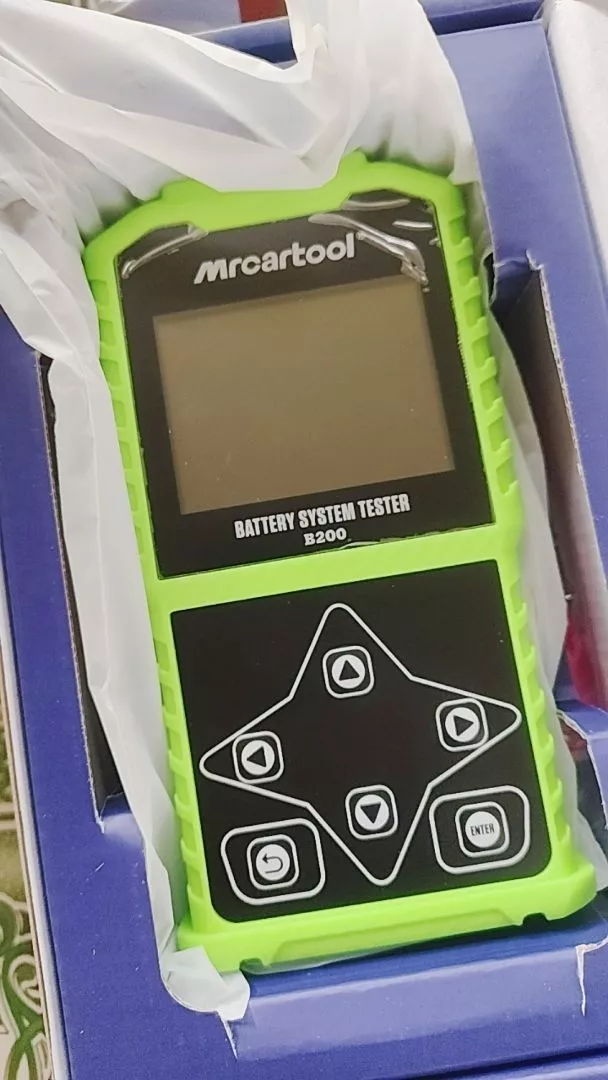 Mrcartool
BATTERY SYSTEM TESTER
B200
ENTER